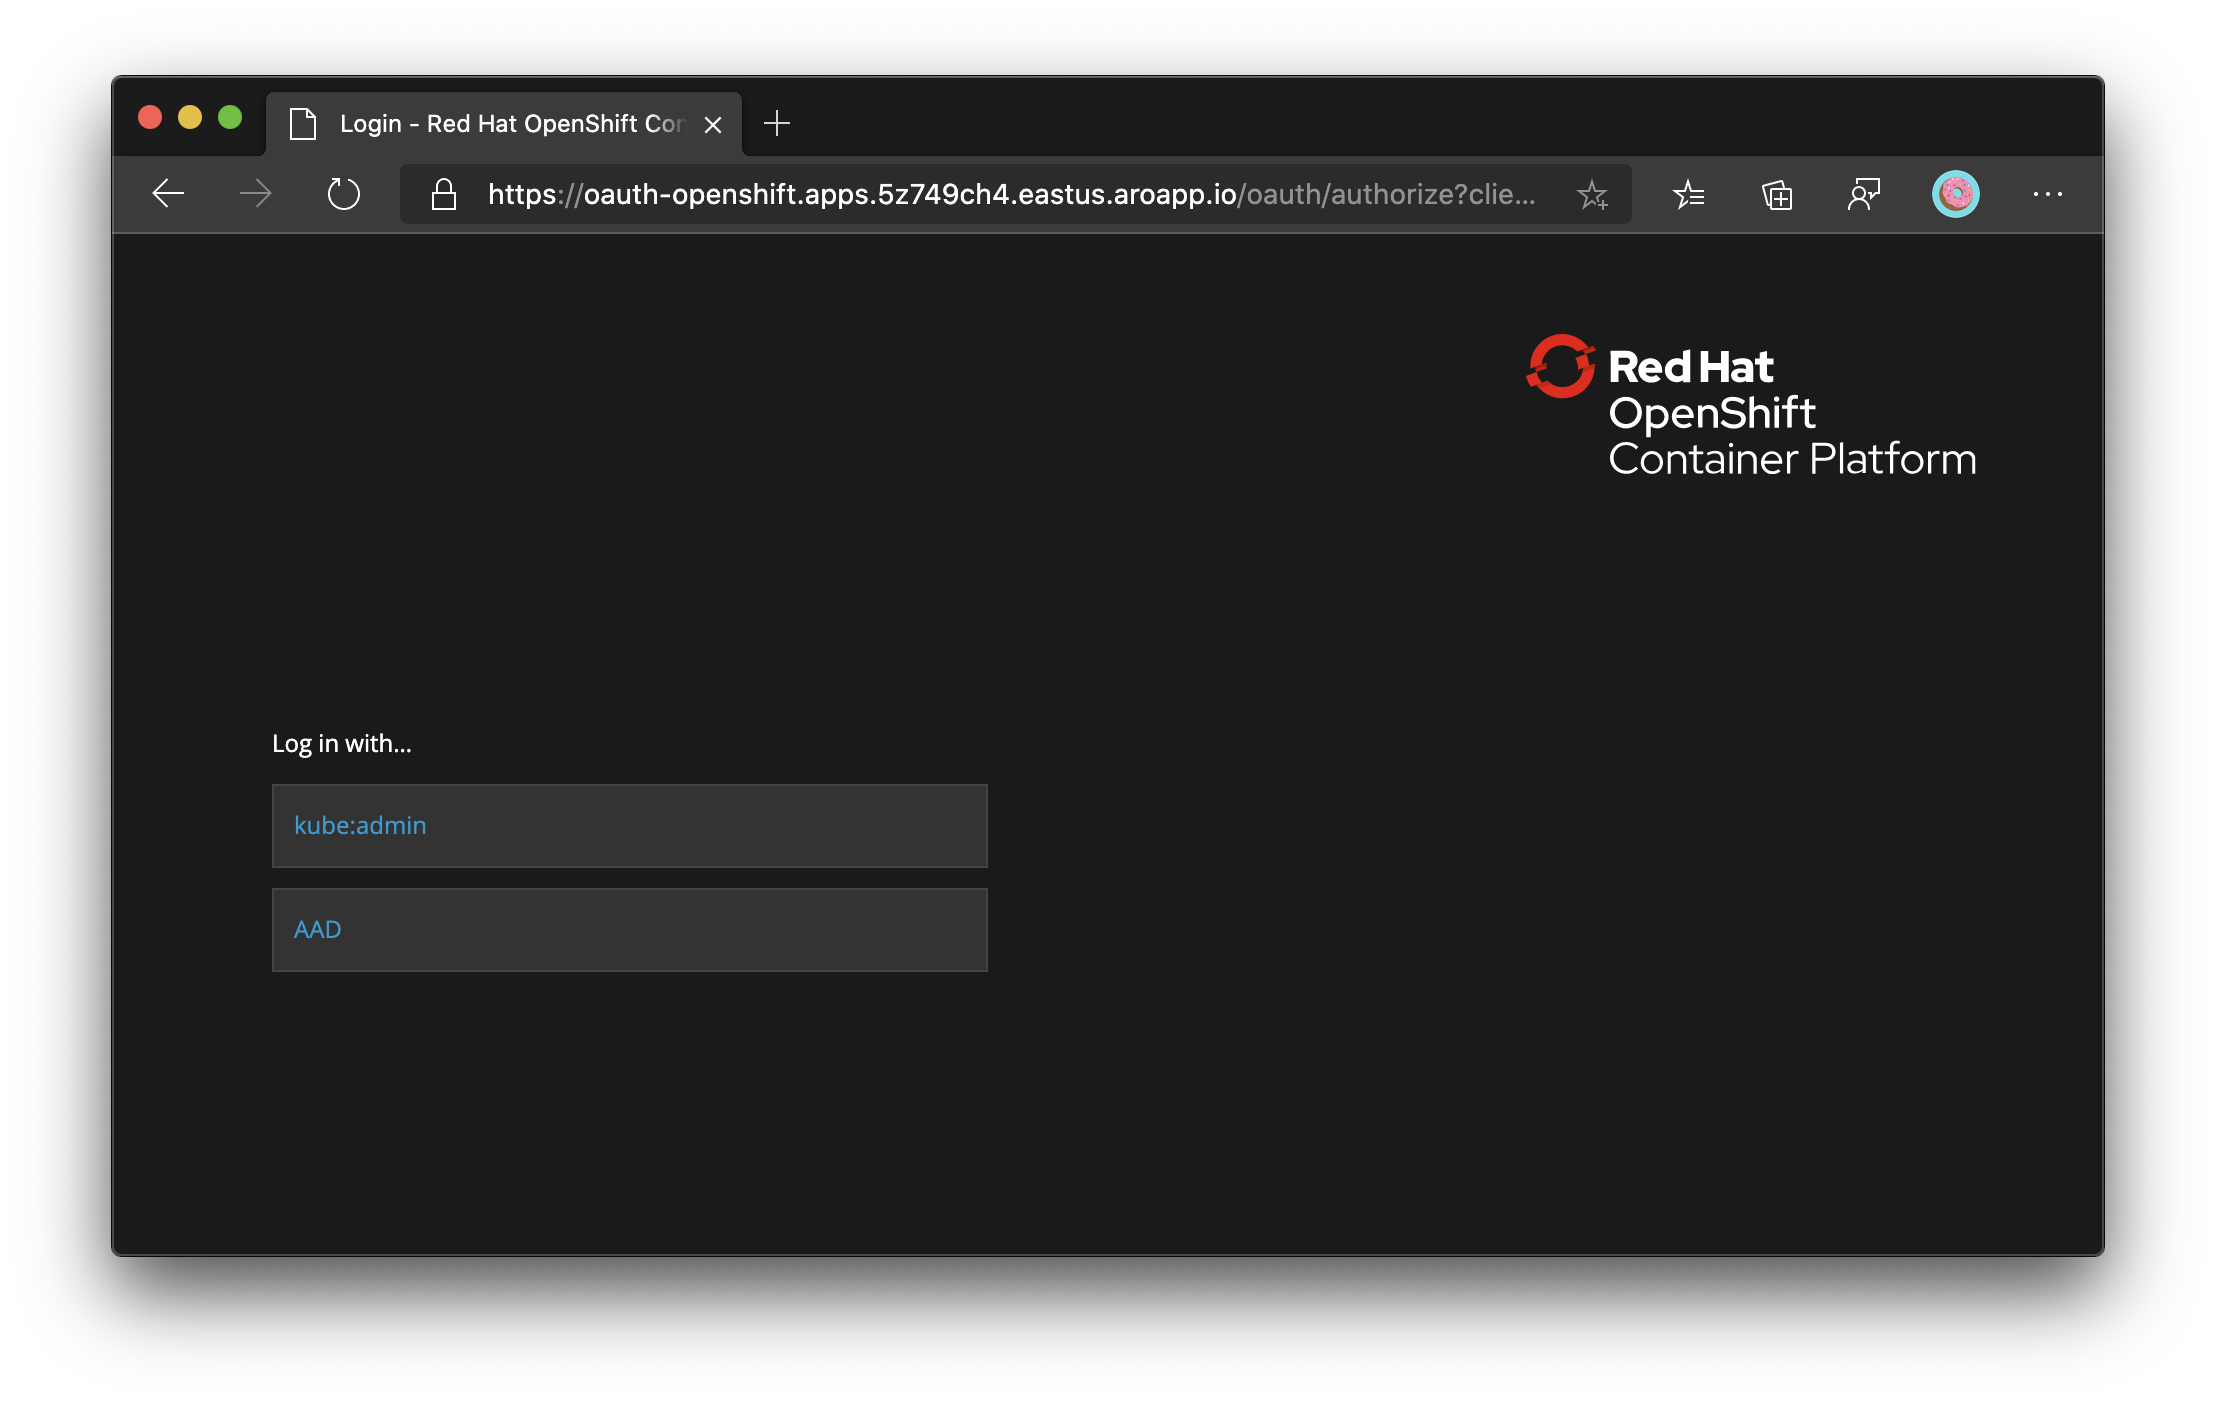 Login - Red Hat OpenShift Con
https://oauth-openshift.apps.5z749ch4.eastus.aroapp.io/oauth/authorize?clie...
Red Hat
OpenShift
Container Platform
Log in with...
kube:admin
AAD